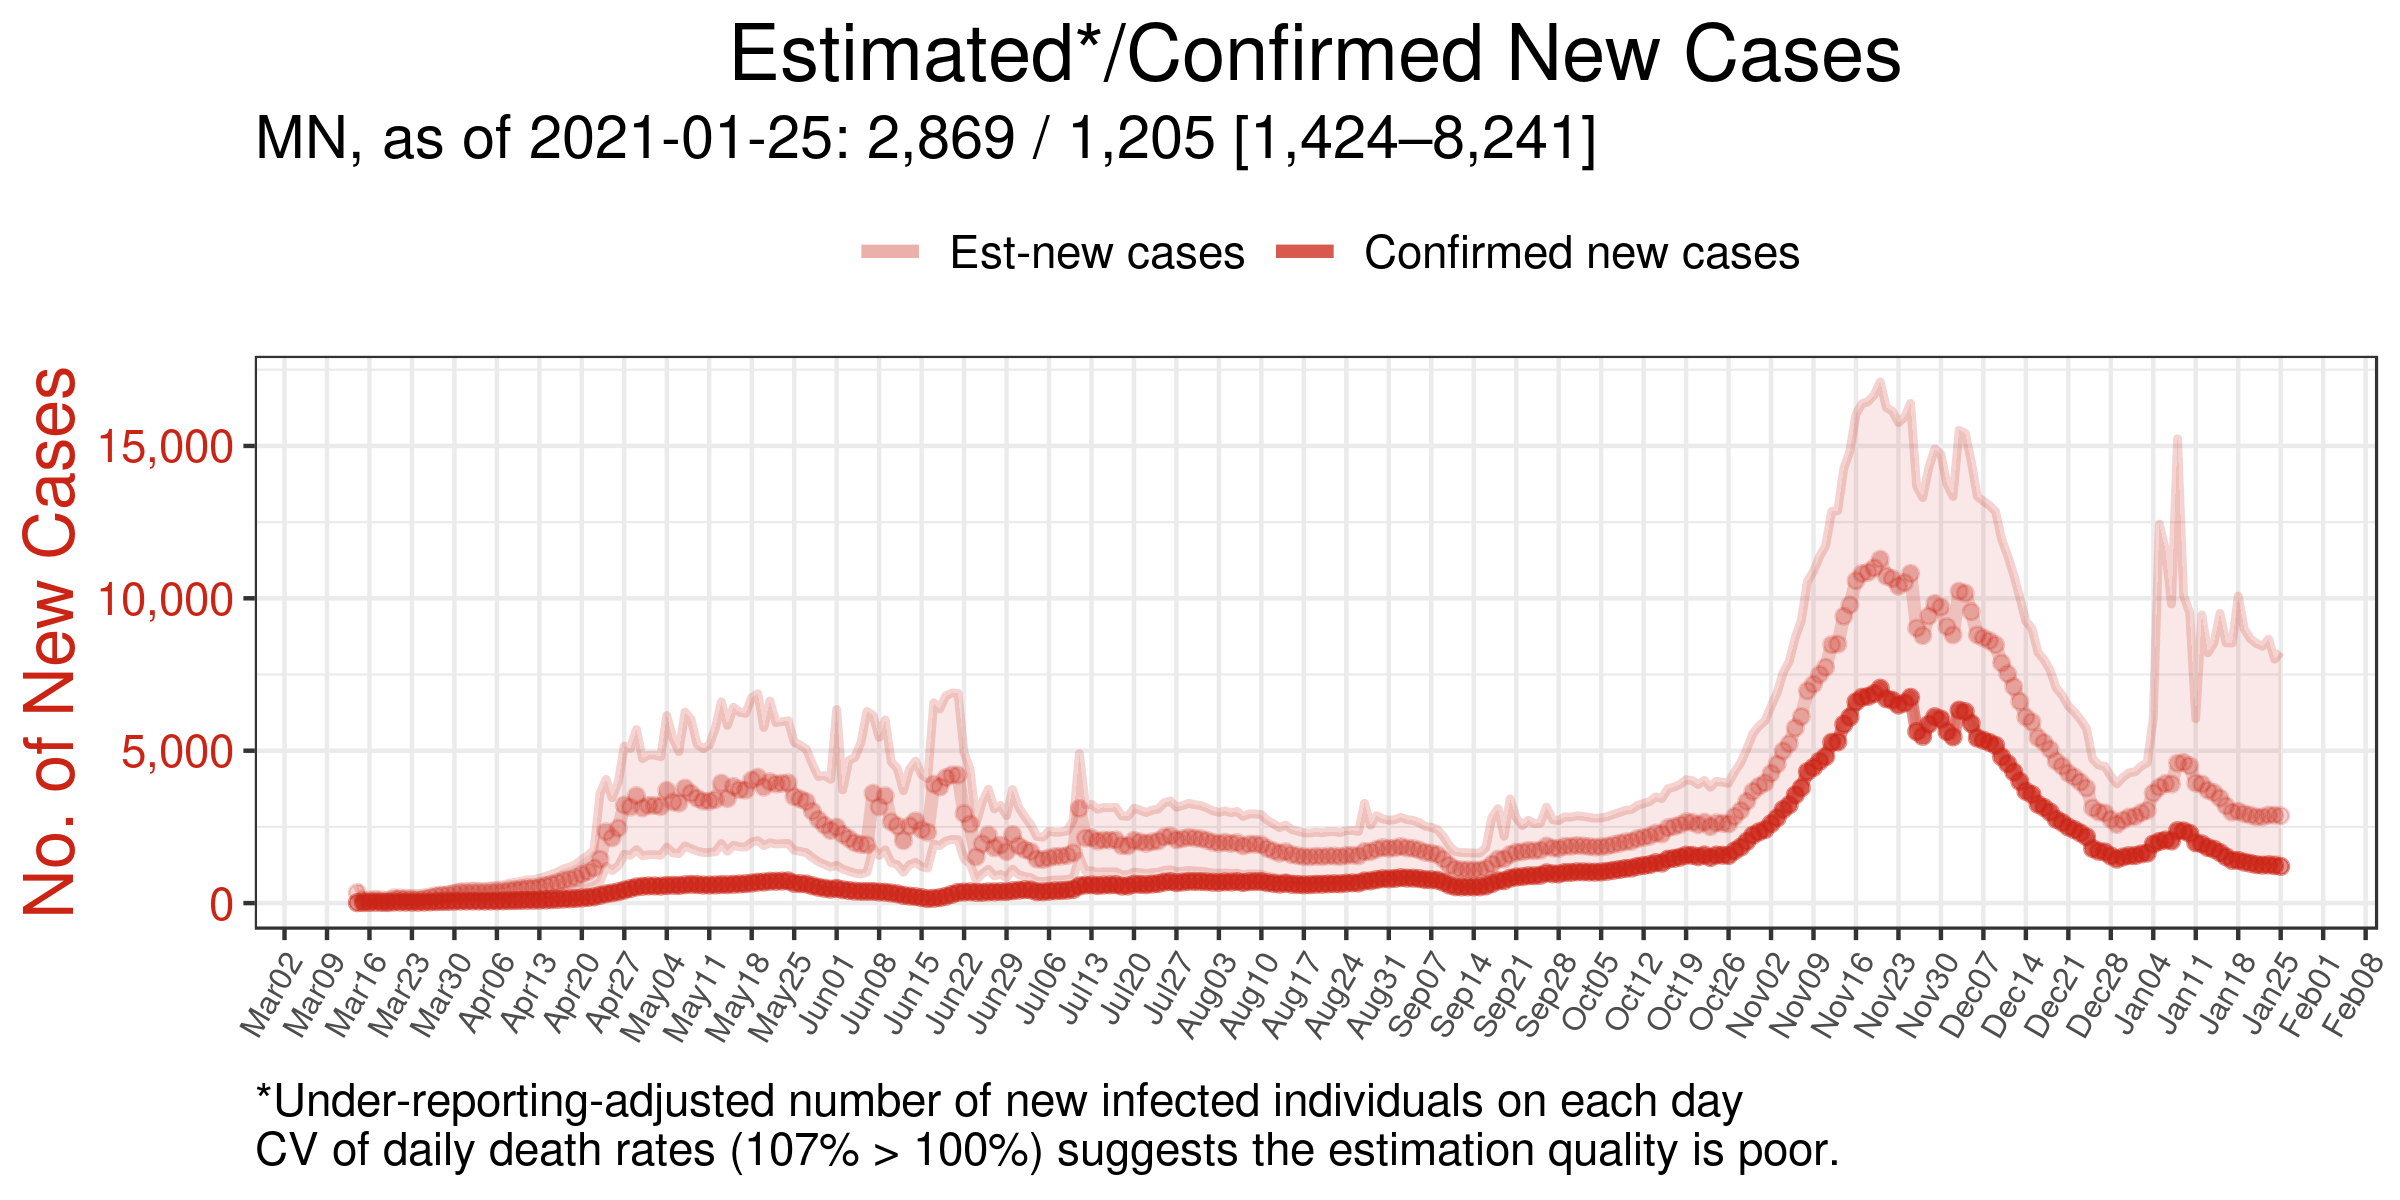 Estimated*/Confirmed New Cases
MN, as of 2021-01-25: 2,869 / 1,205 [1,424–8,241]
Est-new cases Confirmed new cases
No. of New Cases
15,000
10,000
5,000
0
Mar02 Mar09 Mar16 Mar23 Mar30 Apr06 Apr13 Apr20 Apr27 May04 May11 May18 May25 Jun01 Jun08 Jun15 Jun22 Jun29 Jul06 Jul13 Jul20 Jul27 Aug03 Aug10 Aug17 Aug24 Aug31 Sep07 Sep14 Sep21 Sep28 Oct05 Oct12 Oct19 Oct26 Nov02 Nov09 Nov16 Nov23 Nov30 Dec07 Dec14 Dec21 Dec28 Jan04 Jan11 Jan18 Jan25 Feb01 Feb08
*Under-reporting-adjusted number of new infected individuals on each day
CV of daily death rates (107% > 100%) suggests the estimation quality is poor.